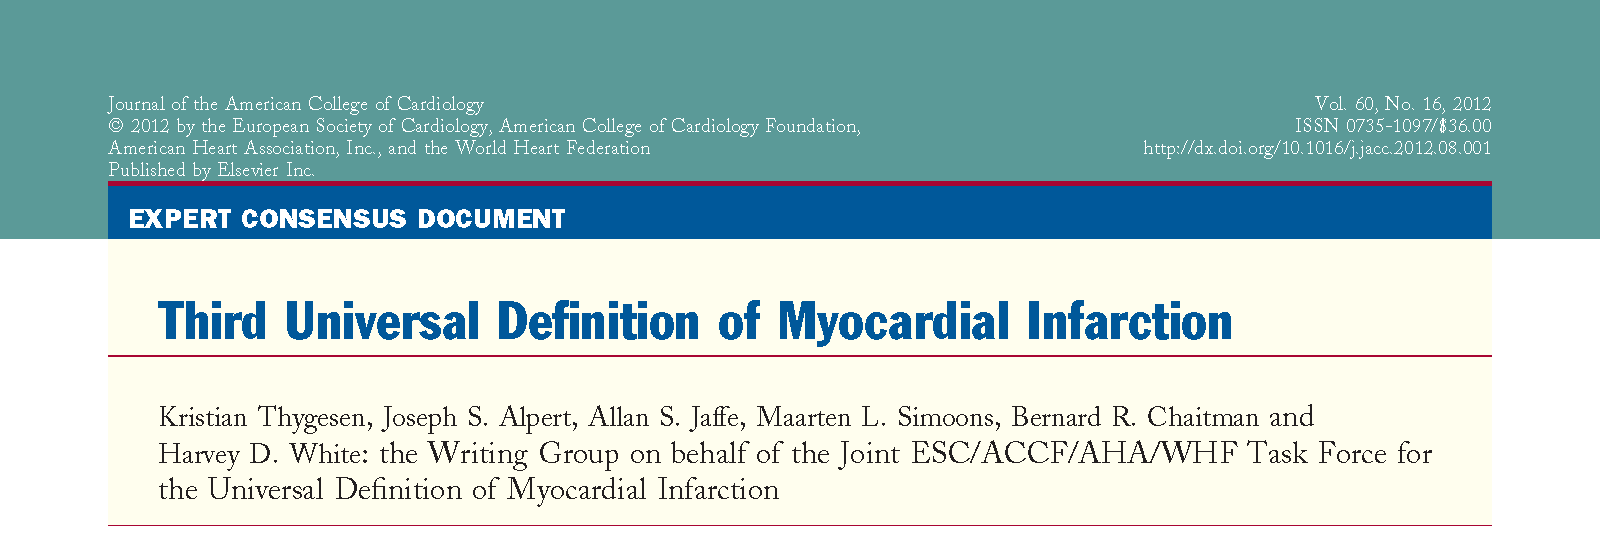 Journal of the American College of Cardiology
© 2012 by the European Society of Cardiology, American College of Cardiology Foundation,
American Heart Association, Inc., and the World Heart Federation
Published by Elsevier Inc.
Vol. 60, No. 16, 2012
ISSN 0735-1097/$36.00
http://dx.doi.org/10.1016/j.jacc.2012.08.001
EXPERT CONSENSUS DOCUMENT
Third Universal Definition of Myocardial Infarction
Kristian Thygesen, Joseph S. Alpert, Allan S. Jaffe, Maarten L. Simoons, Bernard R. Chaitman and
Harvey D. White: the Writing Group on behalf of the Joint ESC/ACCF/AHA/WHF Task Force for
the Universal Definition of Myocardial Infarction